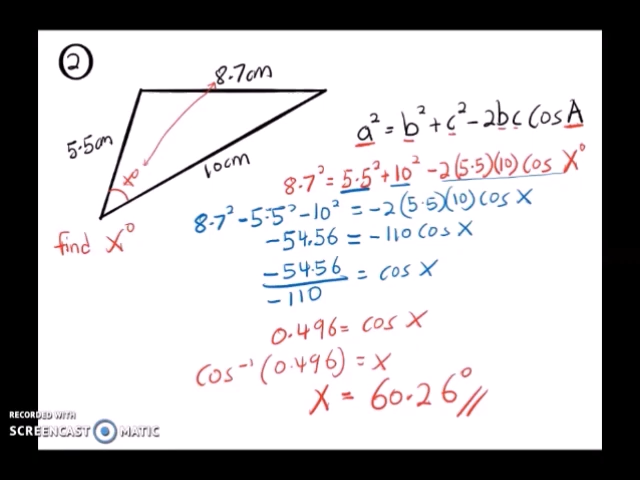 2
8.7cm
5.5cm
x°
10cm
find x°
a² = b² + c² - 2bc Cos A
8.7² = 5.5² + 10² - 2(5.5)(10) Cos x°
8.7² - 5.5² - 10² = -2(5.5)(10) Cos x
-54.56 = -110 Cos x
-54.56 / -110 = Cos x
0.496 = Cos x
Cos⁻¹(0.496) = x
x = 60.26°//
RECORDED WITH
SCREENCAST MATIC